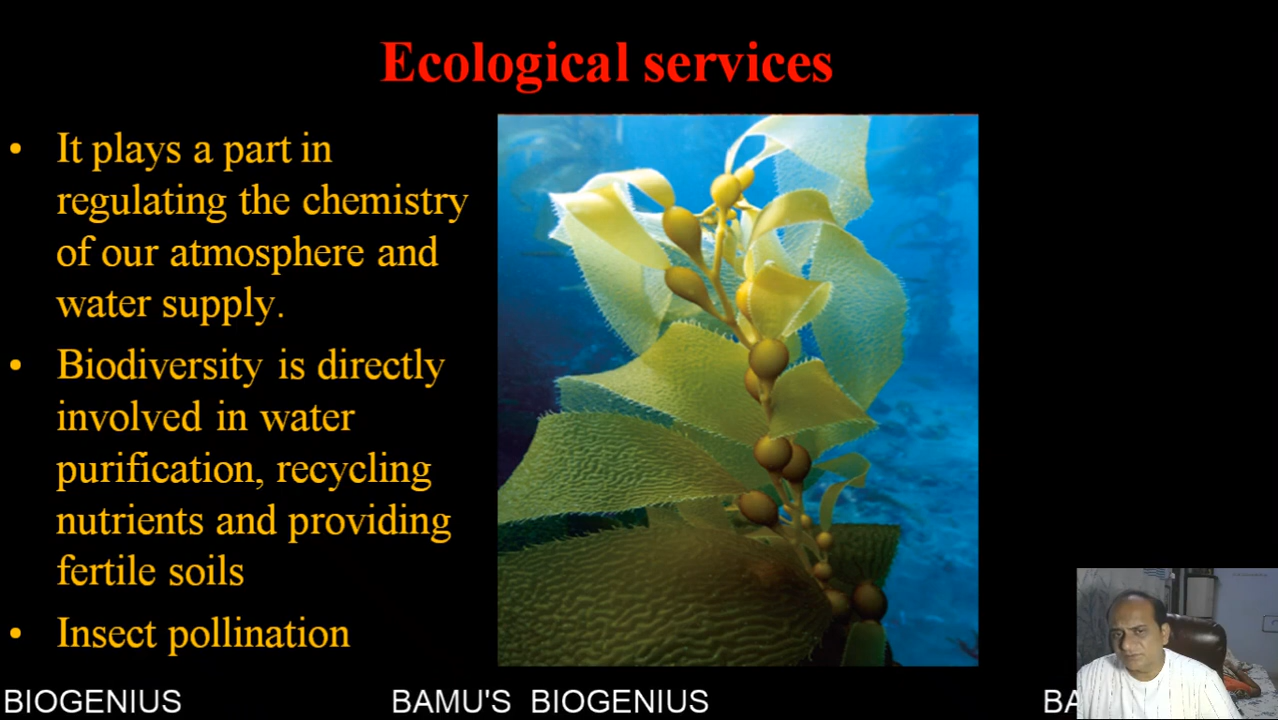 Ecological services
• It plays a part in
regulating the chemistry
of our atmosphere and
water supply.
• Biodiversity is directly
involved in water
purification, recycling
nutrients and providing
fertile soils
• Insect pollination
BIOGENIUS BAMU'S BIOGENIUS